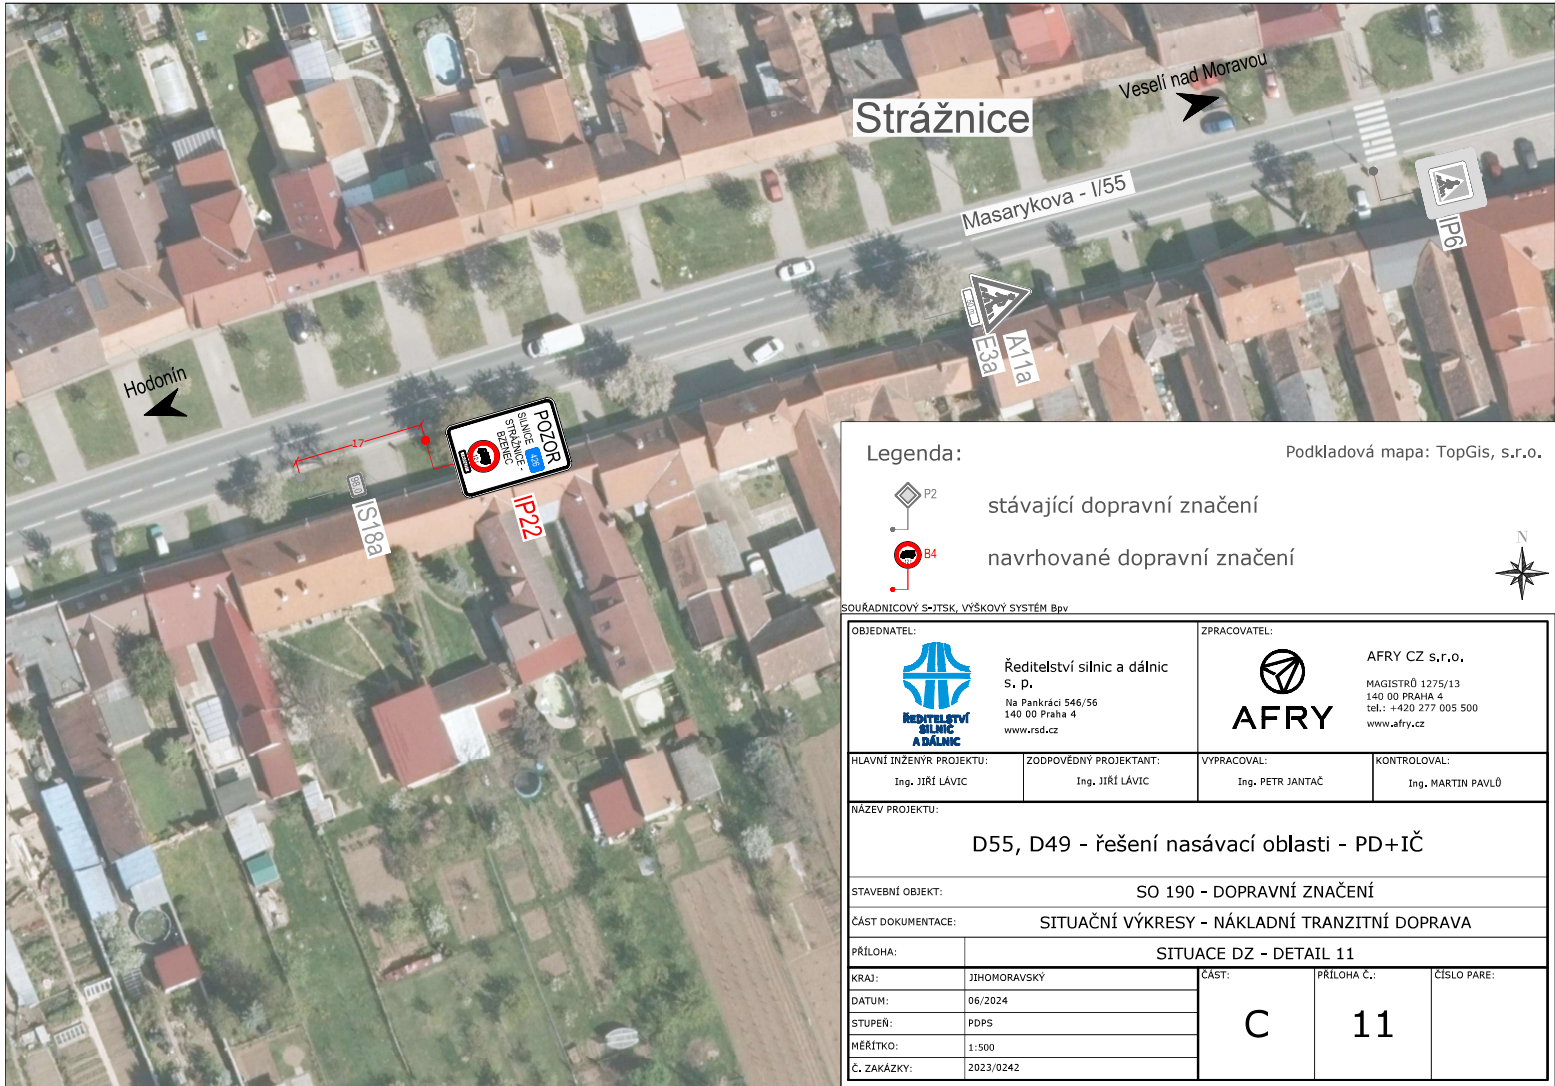 Strážnice
Veselí nad Moravou
Masarykova - I/55
IP6
50 m
E3a
A11a
Hodonín
17
98,0
IS18a
POZOR
SILNICE 426
STRÁŽNICE -
BZENEC
IP22
Legenda:
Podkladová mapa: TopGis, s.r.o.
P2
stávající dopravní značení
B4
navrhované dopravní značení
N
SOUŘADNICOVÝ S-JTSK, VÝŠKOVÝ SYSTÉM Bpv
OBJEDNATEL:
ŘEDITELSTVÍ
SILNIC
A DÁLNIC
Ředitelství silnic a dálnic
s. p.
Na Pankráci 546/56
140 00 Praha 4
www.rsd.cz
ZPRACOVATEL:
AFRY
AFRY CZ s.r.o.
MAGISTRŮ 1275/13
140 00 PRAHA 4
tel.: +420 277 005 500
www.afry.cz
HLAVNÍ INŽENÝR PROJEKTU:
Ing. JIŘÍ LÁVIC
ZODPOVĚDNÝ PROJEKTANT:
Ing. JIŘÍ LÁVIC
VYPRACOVAL:
Ing. PETR JANTAČ
KONTROLOVAL:
Ing. MARTIN PAVLŮ
NÁZEV PROJEKTU:
D55, D49 - řešení nasávací oblasti - PD+IČ
STAVEBNÍ OBJEKT:
SO 190 - DOPRAVNÍ ZNAČENÍ
ČÁST DOKUMENTACE:
SITUAČNÍ VÝKRESY - NÁKLADNÍ TRANZITNÍ DOPRAVA
PŘÍLOHA:
SITUACE DZ - DETAIL 11
KRAJ:
JIHOMORAVSKÝ
DATUM:
06/2024
STUPEŇ:
PDPS
MĚŘÍTKO:
1:500
Č. ZAKÁZKY:
2023/0242
ČÁST:
C
PŘÍLOHA Č.:
11
ČÍSLO PARE: